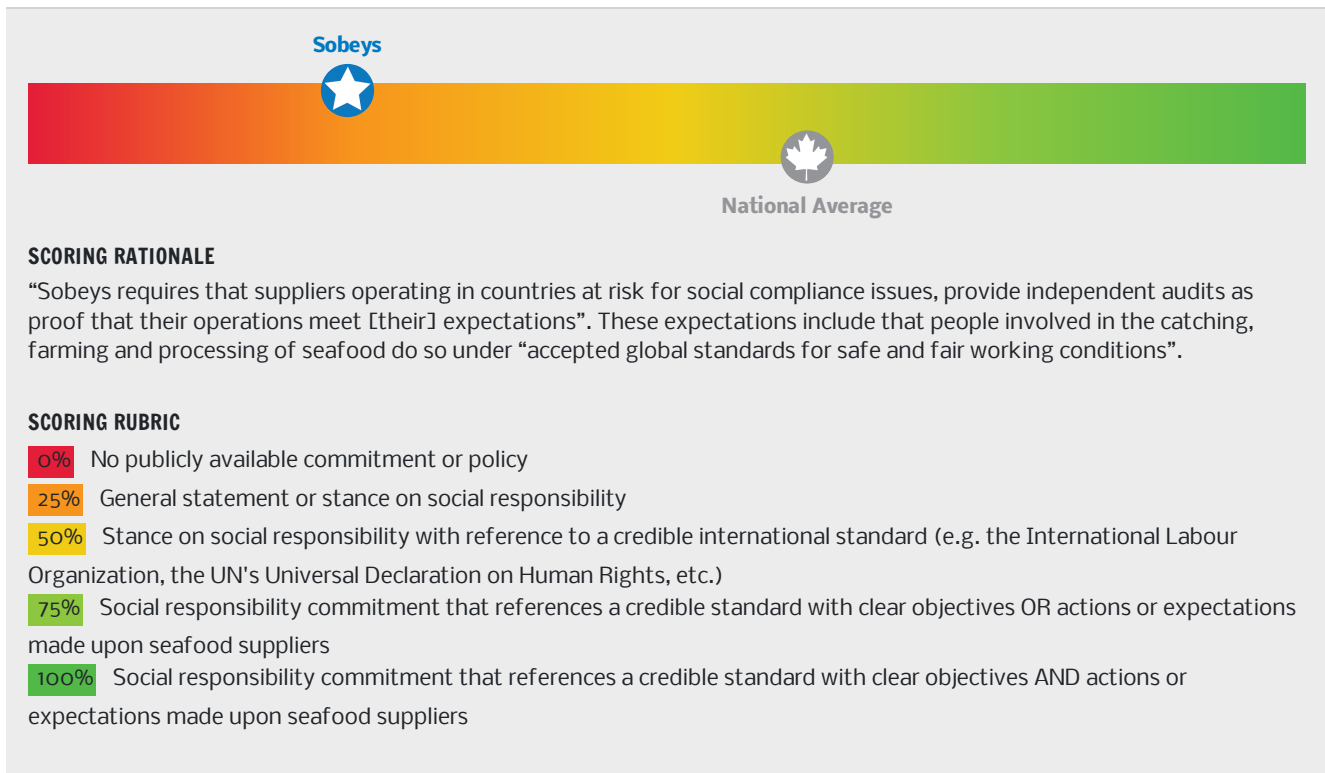 Sobeys
National Average
SCORING RATIONALE
“Sobeys requires that suppliers operating in countries at risk for social compliance issues, provide independent audits as
proof that their operations meet [their] expectations”. These expectations include that people involved in the catching,
farming and processing of seafood do so under “accepted global standards for safe and fair working conditions”.
SCORING RUBRIC
0% No publicly available commitment or policy
25% General statement or stance on social responsibility
50% Stance on social responsibility with reference to a credible international standard (e.g. the International Labour
Organization, the UN's Universal Declaration on Human Rights, etc.)
75% Social responsibility commitment that references a credible standard with clear objectives OR actions or expectations
made upon seafood suppliers
100% Social responsibility commitment that references a credible standard with clear objectives AND actions or
expectations made upon seafood suppliers